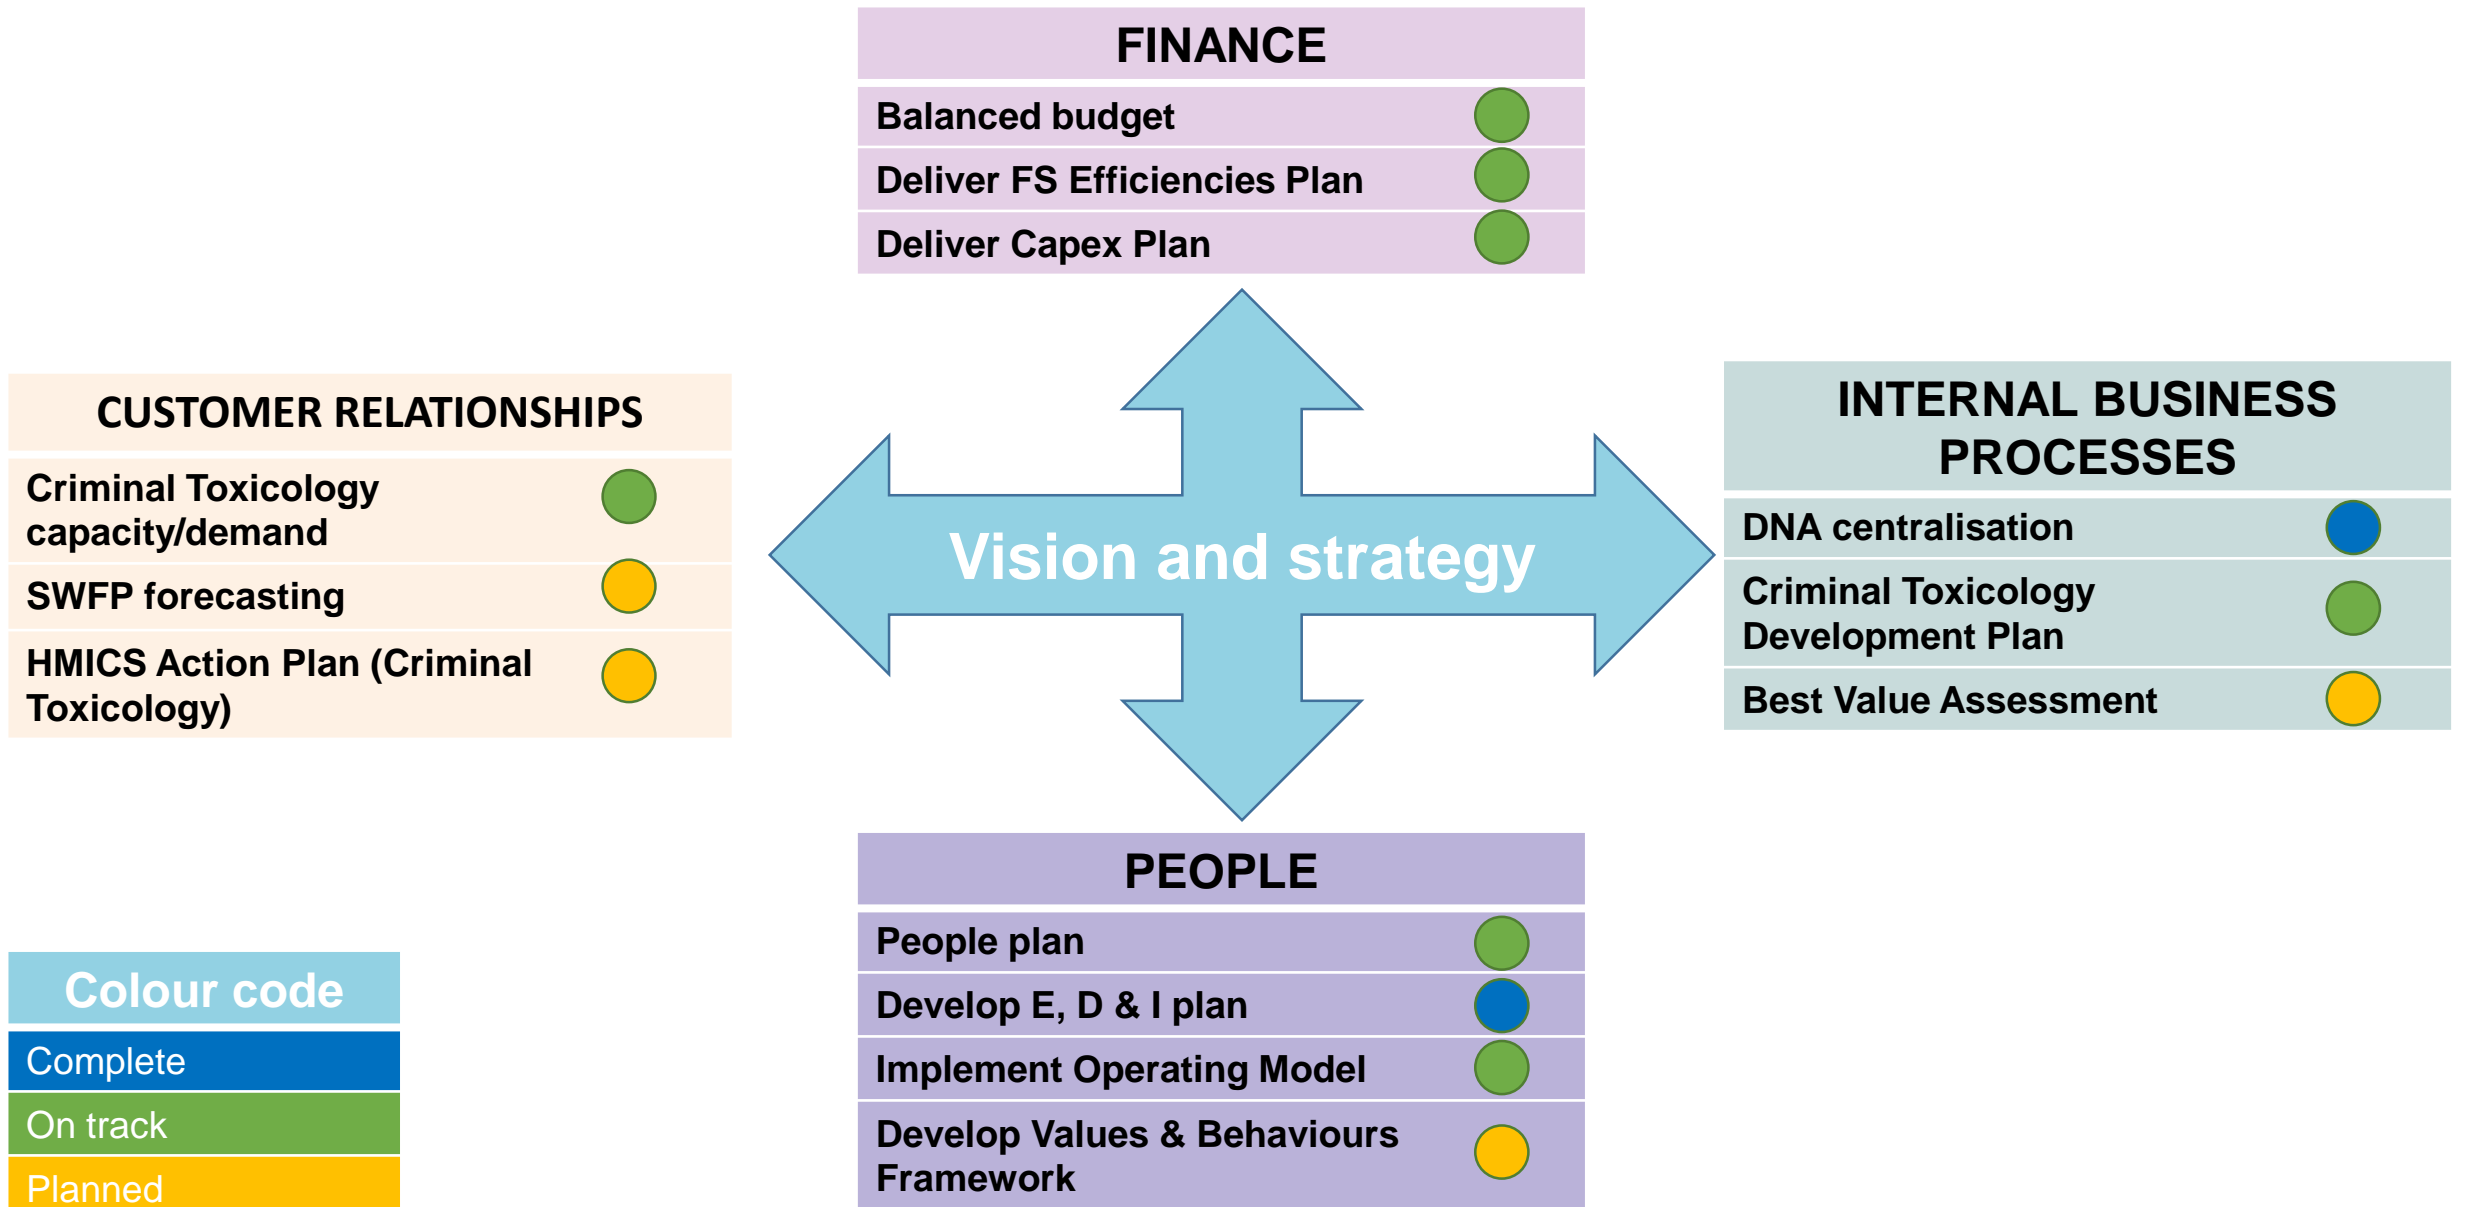 FINANCE
Balanced budget
Deliver FS Efficiencies Plan
Deliver Capex Plan
CUSTOMER RELATIONSHIPS
Criminal Toxicology
capacity/demand
SWFP forecasting
HMICS Action Plan (Criminal
Toxicology)
Vision and strategy
INTERNAL BUSINESS
PROCESSES
DNA centralisation
Criminal Toxicology
Development Plan
Best Value Assessment
PEOPLE
People plan
Develop E, D & I plan
Implement Operating Model
Develop Values & Behaviours
Framework
Colour code
Complete
On track
Planned